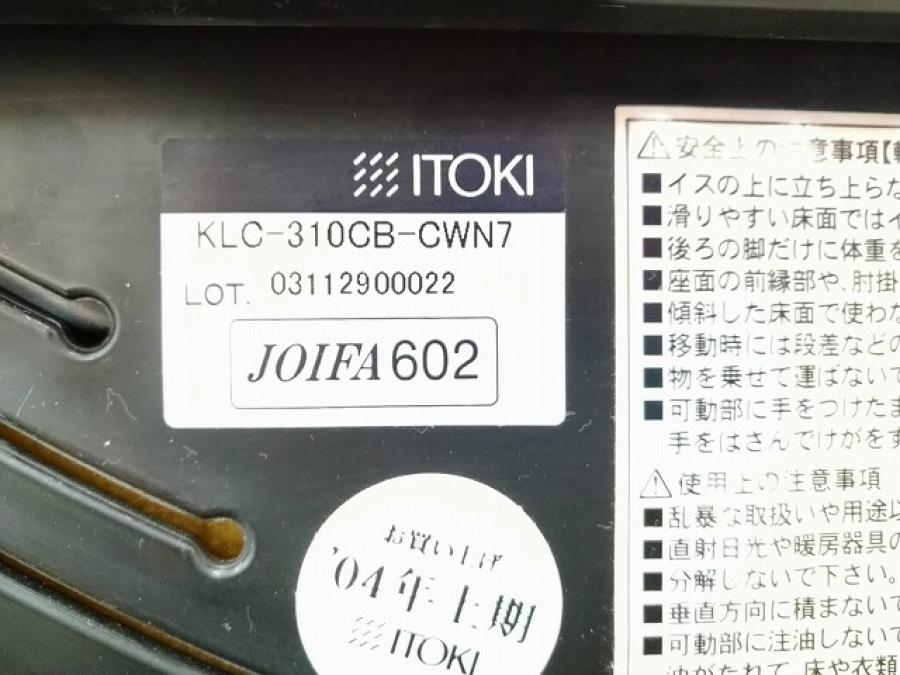 ITOKI
KLC-310CB-CWN7
LOT. 03112900022
JOIFA 602
お買い上げ
'04年上期
ITOKI
⚠安全上の注意事項【
■イスの上に立ち上らな
■滑りやすい床面ではイ
■後ろの脚だけに体重を
■座面の前縁部や、肘掛
■傾斜した床面で使わな
■移動時には段差などの
■物を乗せて運ばないで
■可動部に手をつけたま
手をはさんでけがをす
⚠使用上の注意事項
■乱暴な取扱いや用途以
■直射日光や暖房器具の
■分解しないで下さい。
■垂直方向に積まないで
■可動部に注油しないで
油がたれて、床や衣類